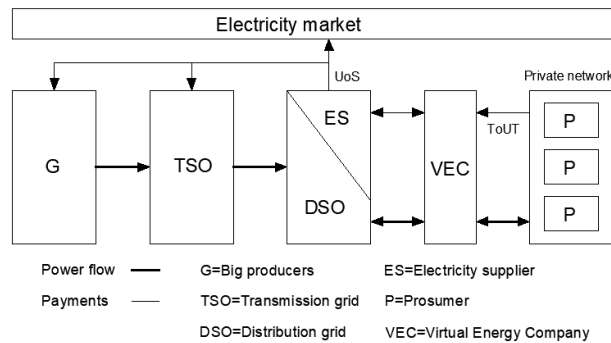 Electricity market
UoS
Private network
G
TSO
ES
DSO
VEC
ToUT
P
P
P
Power flow
G=Big producers
ES=Electricity supplier
Payments
TSO=Transmission grid
P=Prosumer
DSO=Distribution grid
VEC=Virtual Energy Company